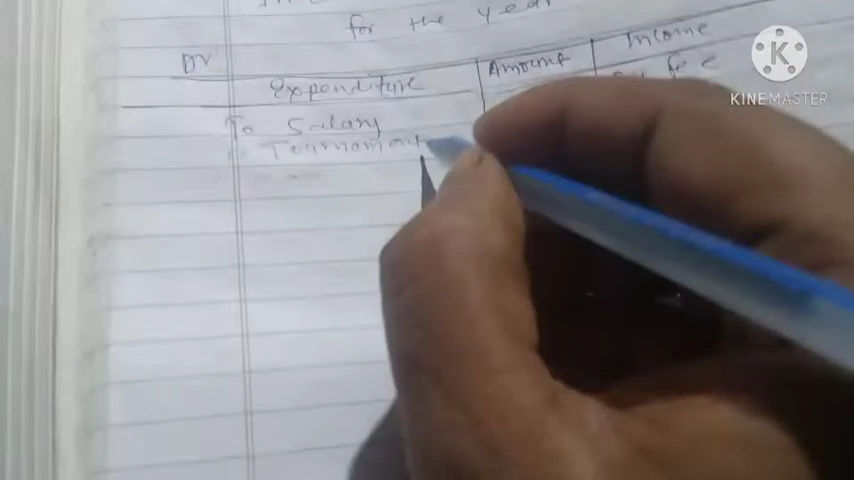 for the year
Dr
Expenditure
Amount
Income
To Salary
Tournament
KINEMASTER